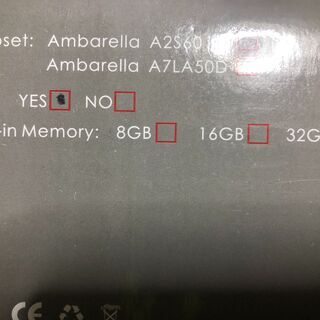 oset: Ambarella A2S60
Ambarella A7LA50D
YES NO
-in Memory: 8GB 16GB 32G
CE